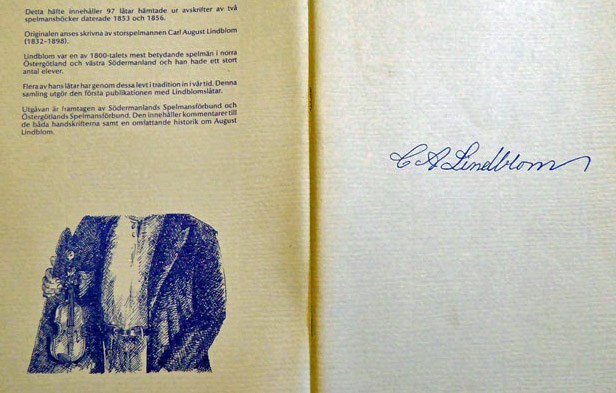 Detta häfte innehåller 97 låtar hämtade ur avskrifter av två
spelmansböcker daterade 1853 och 1856.
Originalen anses skrivna av storspelmannen Carl August Lindblom
(1832–1898).
Lindblom var en av 1800-talets mest betydande spelmän i norra
Östergötland och västra Södermanland och han hade ett stort
antal elever.
Flera av hans låtar har genom dessa levt i tradition in i vår tid. Denna
samling utgör den första publikationen med Lindblomslåtar.
Utgåvan är framtagen av Södermanlands Spelmansförbund och
Östergötlands Spelmansförbund. Den innehåller kommentarer till
de båda handskrifterna samt en omfattande historik om August
Lindblom.
C A Lindblom